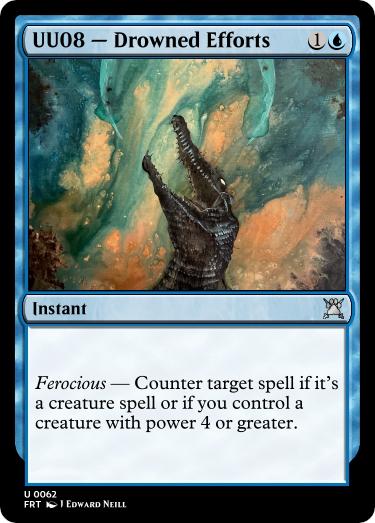 UU08 — Drowned Efforts 1
Instant
Ferocious — Counter target spell if it's
a creature spell or if you control a
creature with power 4 or greater.
U 0062
FRT J Edward Neill